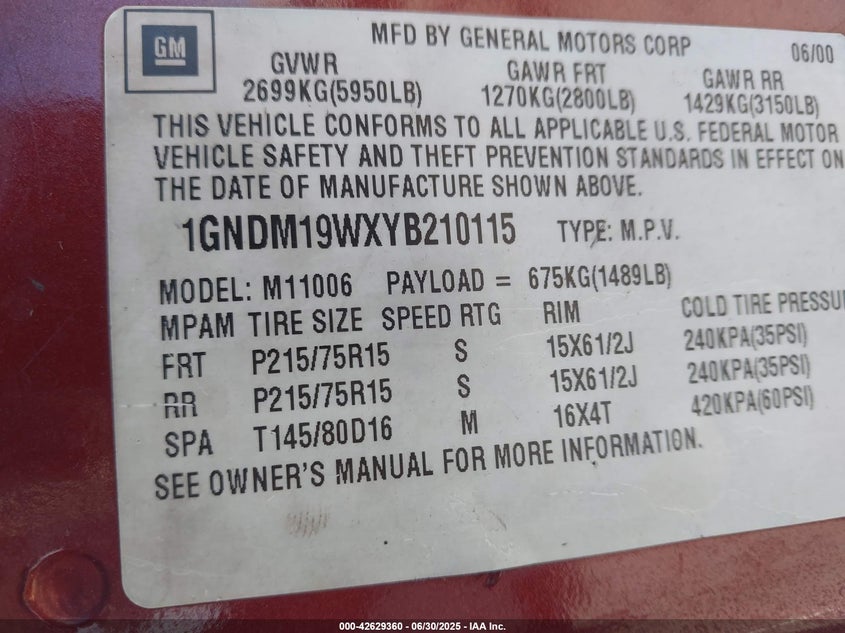 GM
MFD BY GENERAL MOTORS CORP 06/00
GVWR GAWR FRT GAWR RR
2699KG(5950LB) 1270KG(2800LB) 1429KG(3150LB)
THIS VEHICLE CONFORMS TO ALL APPLICABLE U.S. FEDERAL MOTOR
VEHICLE SAFETY AND THEFT PREVENTION STANDARDS IN EFFECT ON
THE DATE OF MANUFACTURE SHOWN ABOVE.
1GNDM19WXYB210115 TYPE: M.P.V.
MODEL: M11006 PAYLOAD = 675KG(1489LB)
MPAM TIRE SIZE SPEED RTG RIM COLD TIRE PRESSU
FRT P215/75R15 S 15X61/2J 240KPA(35PSI)
RR P215/75R15 S 15X61/2J 240KPA(35PSI)
SPA T145/80D16 M 16X4T 420KPA(60PSI)
SEE OWNER'S MANUAL FOR MORE INFORMATION.
000-42629360 - 06/30/2025 - IAA Inc.